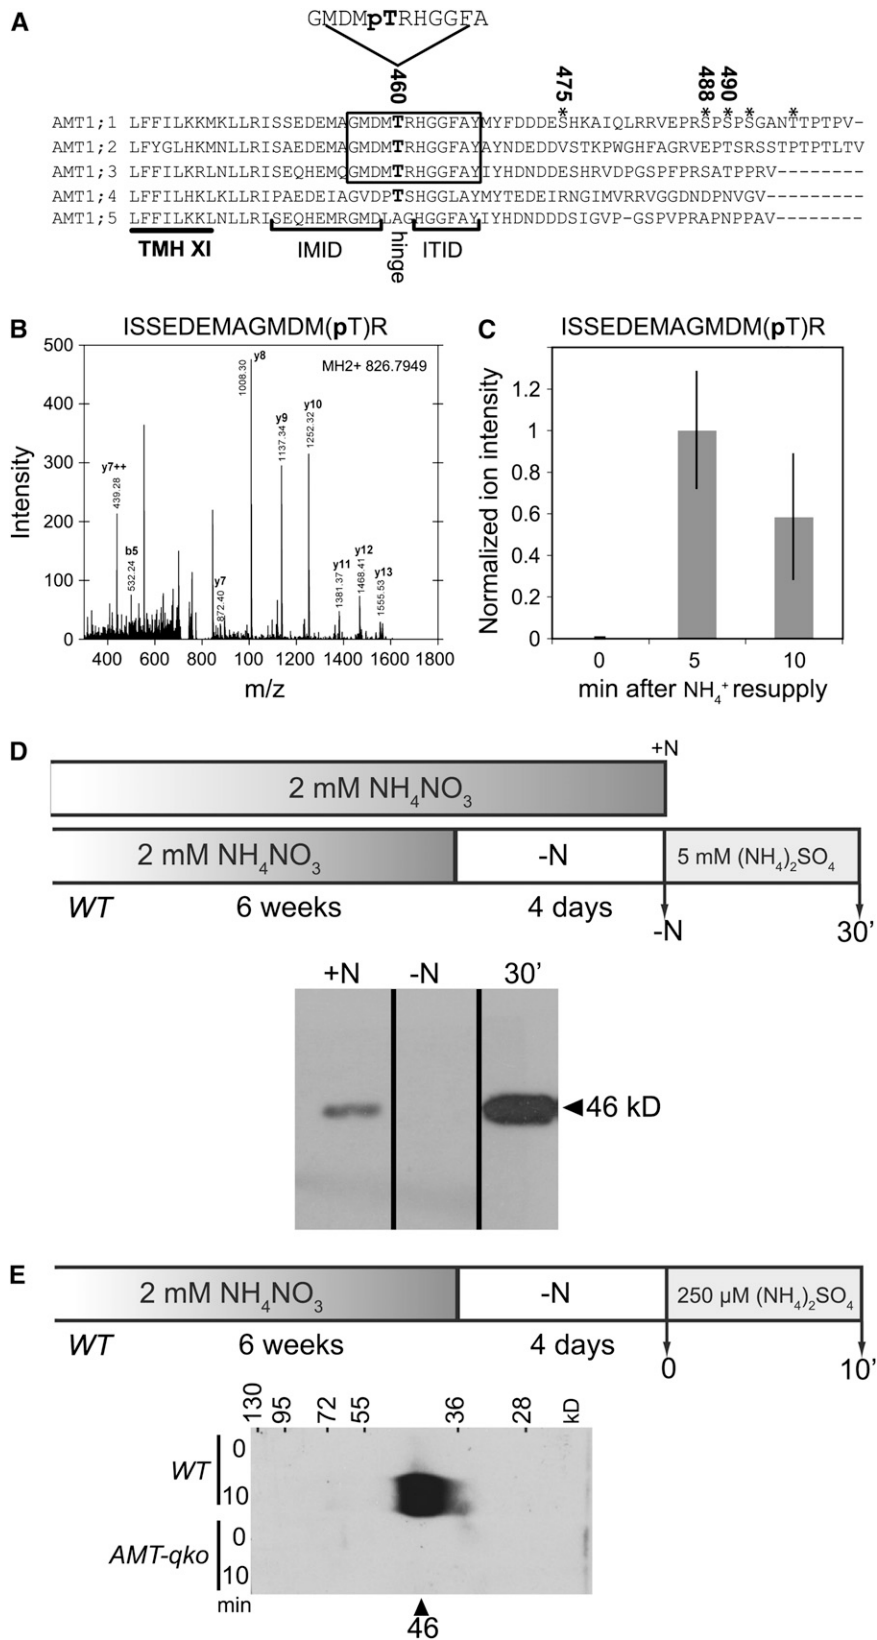 A
GMDMpTRHGGFA
460 475 488 490
* * * * * *
AMT1;1 LFFILKKMKLLRISSEDEMAGMDMTRHGGFAYMYFDDDESHKAIQLRRVEPRSPSPSGANTTPTPV-
AMT1;2 LFYGLHKMNLLRISAEDEMAGMDMTRHGGFAYAYNDEDDVSTKPWGHFAGRVEPTSRSSTPTPTLTV
AMT1;3 LFFILHKLNLLRISEQHEMQGMDMTRHGGFAYIYHDNDDESHRVDPGSPVPRSATPPRV--------
AMT1;4 LFFILHKRKLLRIPAEDEIAGVDPTSHGGLAYMYTEDEIRNGIMVRRVGGDNDPNVGV---------
AMT1;5 LFFILKKLNLLRISEQHEMRGMDLAGHGGFAYIYHDNDDDSIGVP-GSPVPRAPNPPAV--------
TMH XI IMID hinge ITID
B
ISSEDEMAGMDM(pT)R
Intensity
500
400
300
200
100
0
MH2+ 826.7949
y7++ 439.28
b5 532.24
y7 872.40
y8 1008.30
y9 1137.34
y10 1252.32
y11 1381.37
y12 1468.41
y13 1555.53
400 600 800 100 1200 1400 1600 1800
m/z
C
ISSEDEMAGMDM(pT)R
Normalized ion intensity
1.2
1
0.8
0.6
0.4
0.2
0
0 5 10
min after NH4+ resupply
D
+N
2 mM NH4NO3
2 mM NH4NO3 -N 5 mM (NH4)2SO4
WT 6 weeks 4 days -N 30'
+N -N 30'
46 kD
E
2 mM NH4NO3 -N 250 µM (NH4)2SO4
WT 6 weeks 4 days 0 10'
130 95 72 55 36 28 kD
WT 0
10
AMT-qko 0
10
min
46